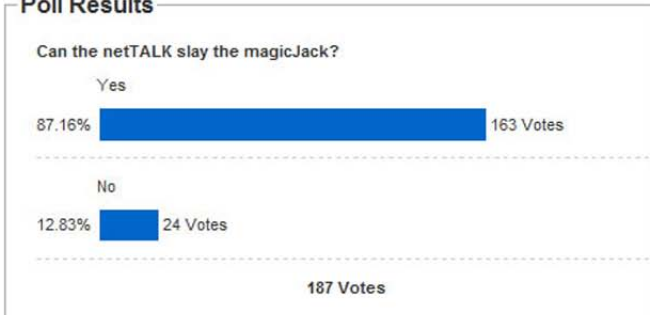 Poll Results
Can the netTALK slay the magicJack?
Yes
87.16% 163 Votes
No
12.83% 24 Votes
187 Votes